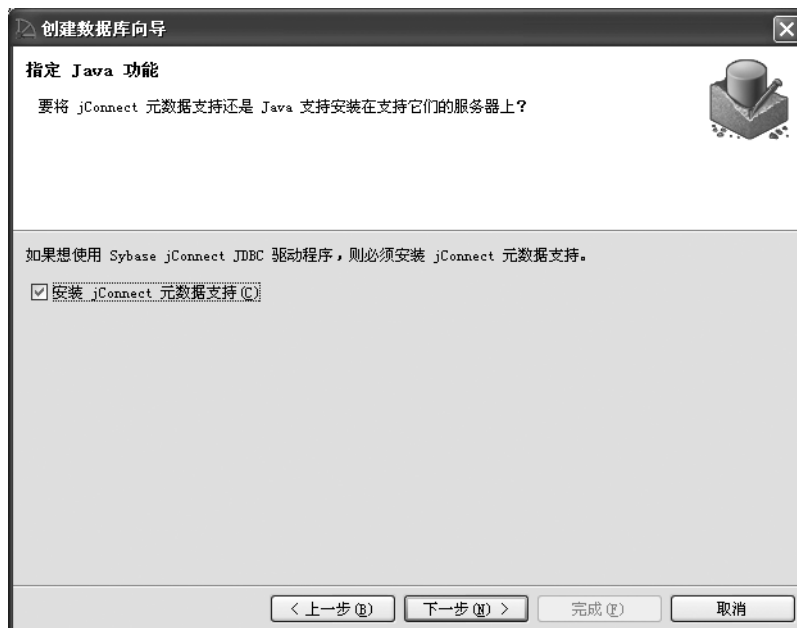 创建数据库向导
指定 Java 功能
要将 jConnect 元数据支持还是 Java 支持安装在支持它们的服务器上?
如果想使用 Sybase jConnect JDBC 驱动程序，则必须安装 jConnect 元数据支持。
安装 jConnect 元数据支持(C)
< 上一步(B) 下一步(N) > 完成(F) 取消